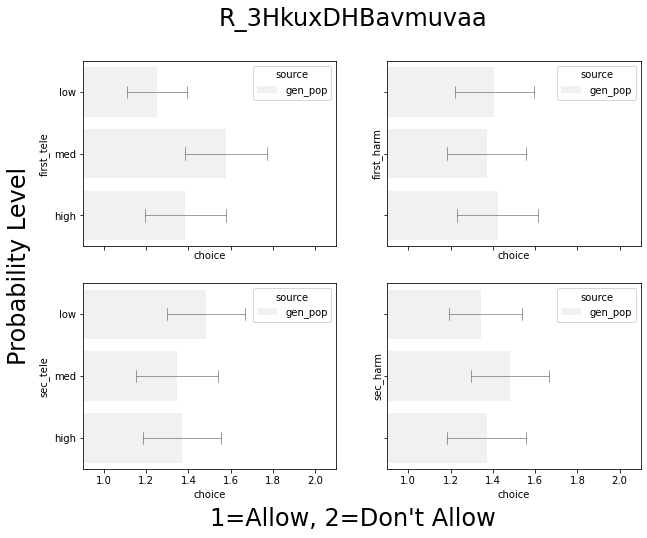 R_3HkuxDHBavmuvaa
Probability Level
first_tele
low
med
high
source
gen_pop
choice
first_harm
source
gen_pop
choice
sec_tele
low
med
high
source
gen_pop
1.0 1.2 1.4 1.6 1.8 2.0
choice
sec_harm
source
gen_pop
1.0 1.2 1.4 1.6 1.8 2.0
choice
1=Allow, 2=Don't Allow